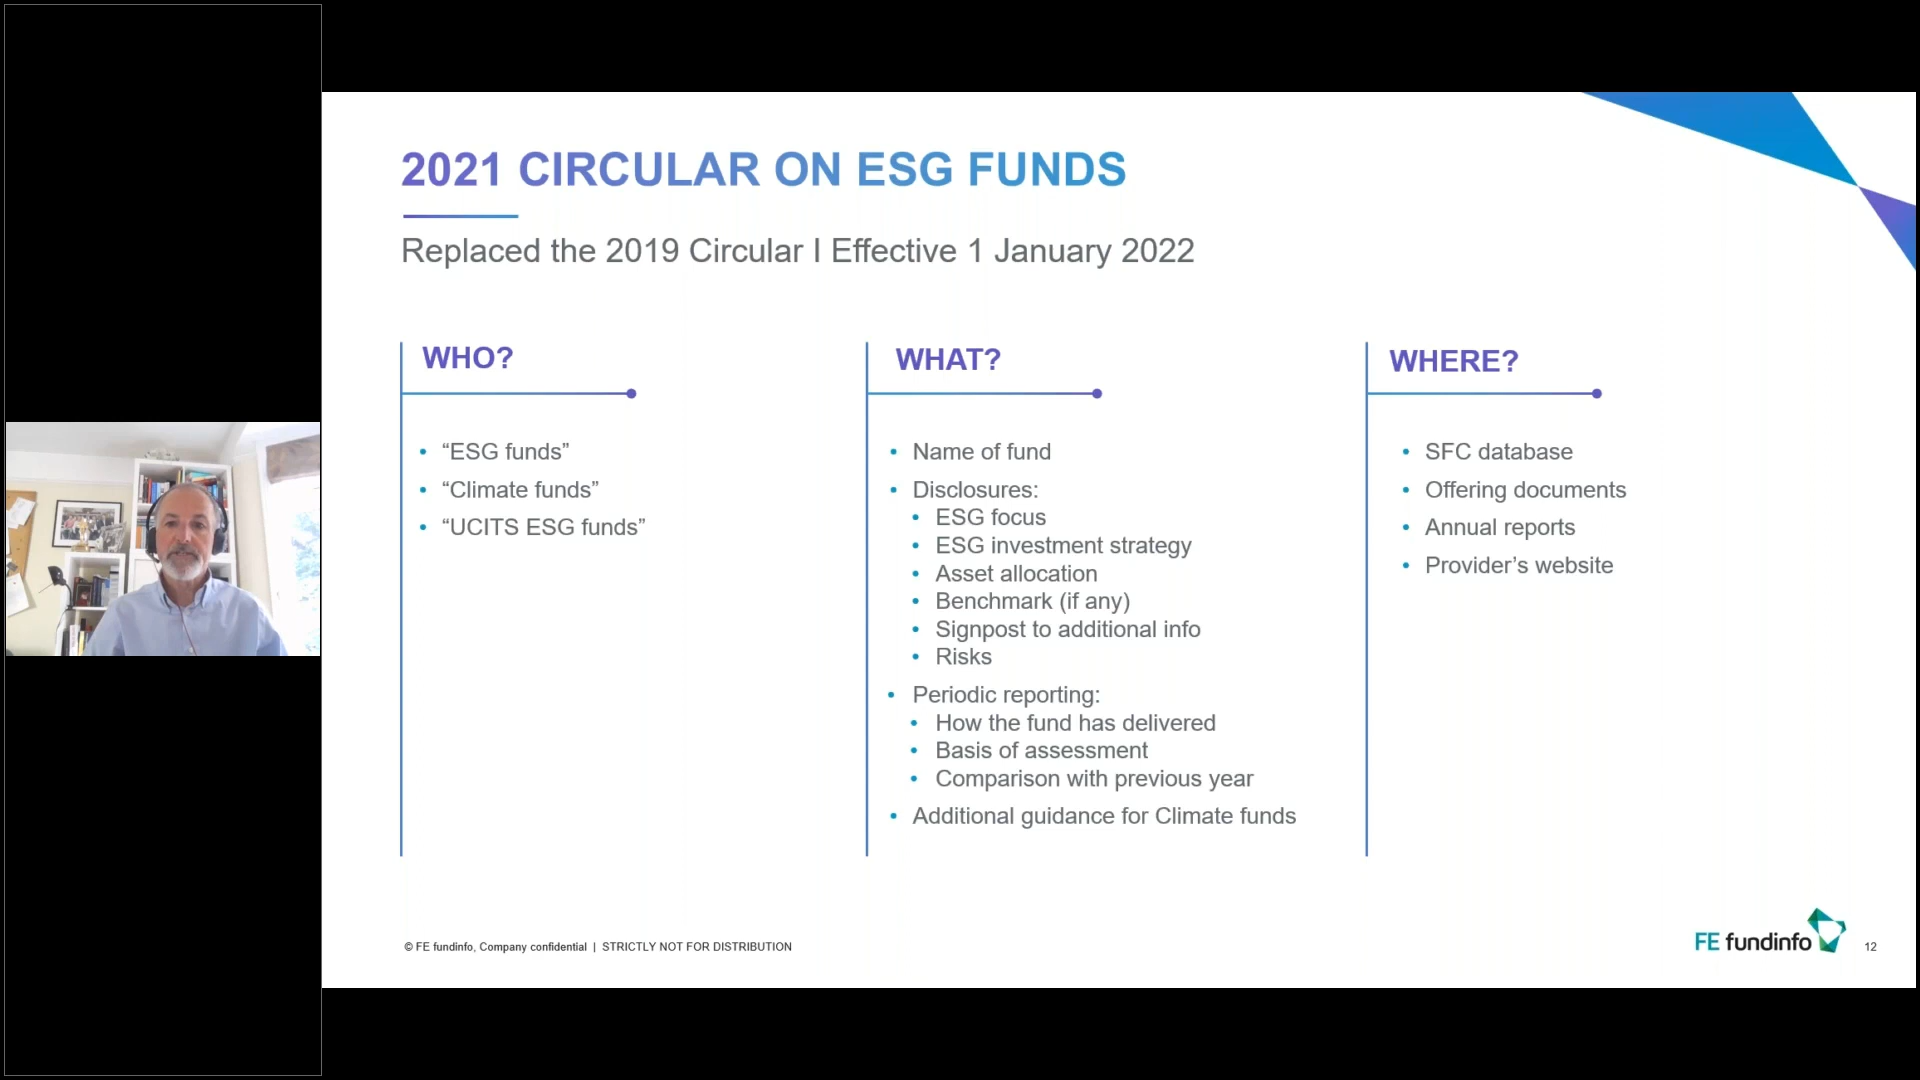 2021 CIRCULAR ON ESG FUNDS
Replaced the 2019 Circular I Effective 1 January 2022
WHO?
• “ESG funds”
• “Climate funds”
• “UCITS ESG funds”
WHAT?
• Name of fund
• Disclosures:
• ESG focus
• ESG investment strategy
• Asset allocation
• Benchmark (if any)
• Signpost to additional info
• Risks
• Periodic reporting:
• How the fund has delivered
• Basis of assessment
• Comparison with previous year
• Additional guidance for Climate funds
WHERE?
• SFC database
• Offering documents
• Annual reports
• Provider’s website
© FE fundinfo, Company confidential | STRICTLY NOT FOR DISTRIBUTION
FE fundinfo
12